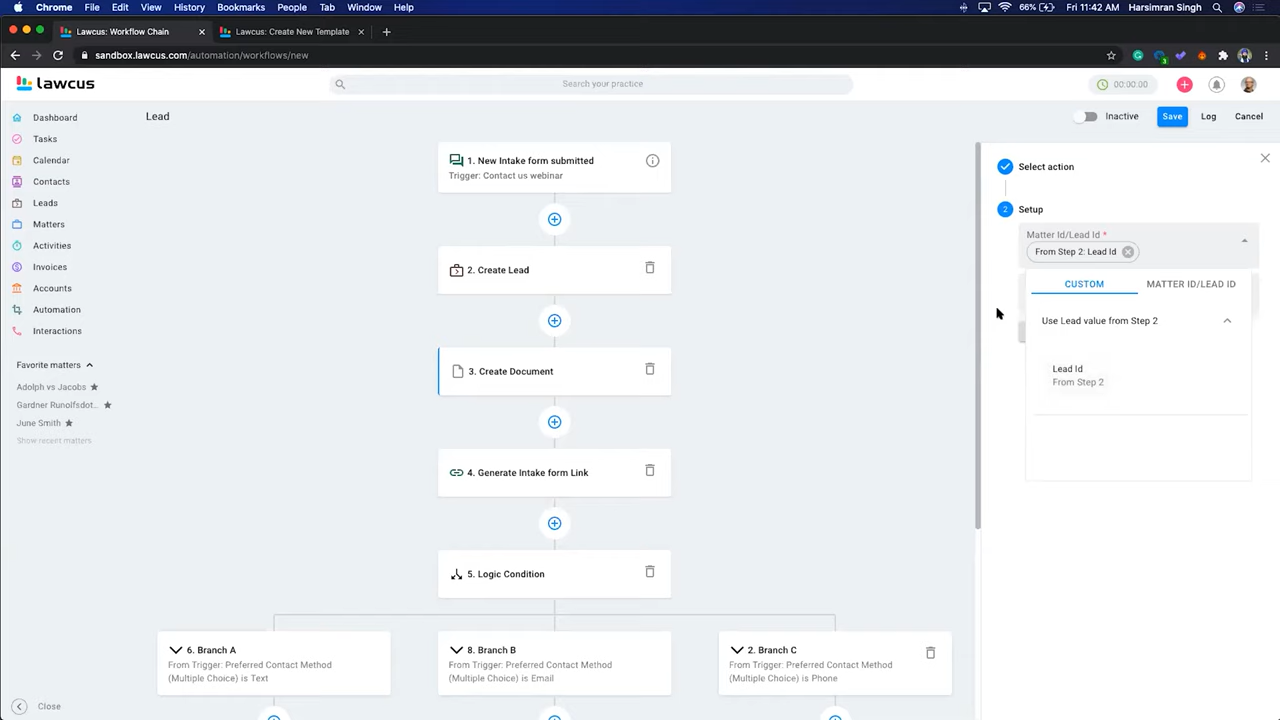 Chrome File Edit View History Bookmarks People Tab Window Help
66% Fri 11:42 AM Harsimran Singh
Lawcus: Workflow Chain
Lawcus: Create New Template
sandbox.lawcus.com/automation/workflows/new
3
lawcus
Search your practice
00:00.00
Dashboard
Tasks
Calendar
Contacts
Leads
Matters
Activities
Invoices
Accounts
Automation
Interactions
Favorite matters
Adolph vs Jacobs
Gardner Runolfsdot..
June Smith
Show recent matters
Close
Lead
Inactive
Save
Log
Cancel
1. New Intake form submitted
Trigger: Contact us webinar
2. Create Lead
3. Create Document
4. Generate Intake form Link
5. Logic Condition
6. Branch A
From Trigger: Preferred Contact Method
(Multiple Choice) is Text
8. Branch B
From Trigger: Preferred Contact Method
(Multiple Choice) is Email
2. Branch C
From Trigger: Preferred Contact Method
(Multiple Choice) is Phone
Select action
2 Setup
Matter Id/Lead Id *
From Step 2: Lead Id
CUSTOM
MATTER ID/LEAD ID
Use Lead value from Step 2
Lead Id
From Step 2